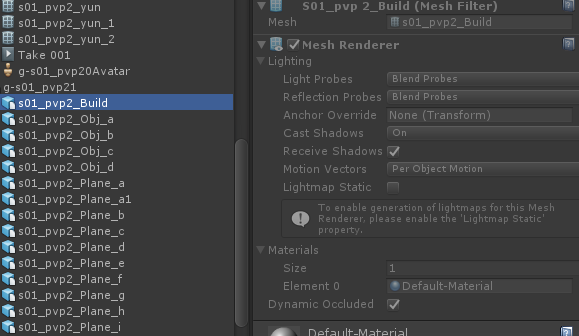 s01_pvp2_yun
s01_pvp2_yun_1
s01_pvp2_yun_2
Take 001
g-s01_pvp20Avatar
g-s01_pvp21
s01_pvp2_Build
s01_pvp2_Obj_a
s01_pvp2_Obj_b
s01_pvp2_Obj_c
s01_pvp2_Obj_d
s01_pvp2_Plane_a
s01_pvp2_Plane_a1
s01_pvp2_Plane_b
s01_pvp2_Plane_c
s01_pvp2_Plane_d
s01_pvp2_Plane_e
s01_pvp2_Plane_f
s01_pvp2_Plane_g
s01_pvp2_Plane_h
s01_pvp2_Plane_i
S01_pvp 2_Build (Mesh Filter)
Mesh s01_pvp2_Build
Mesh Renderer
Lighting
Light Probes Blend Probes
Reflection Probes Blend Probes
Anchor Override None (Transform)
Cast Shadows On
Receive Shadows
Motion Vectors Per Object Motion
Lightmap Static
To enable generation of lightmaps for this Mesh
Renderer, please enable the 'Lightmap Static'
property.
Materials
Size 1
Element 0 Default-Material
Dynamic Occluded
Default-Material